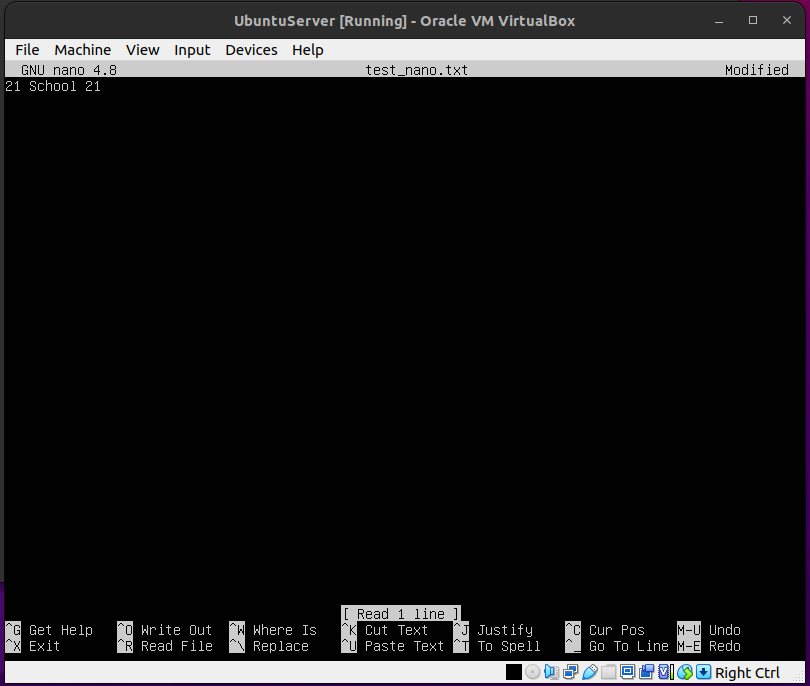 UbuntuServer [Running] - Oracle VM VirtualBox
File Machine View Input Devices Help
GNU nano 4.8 test_nano.txt Modified
21 School 21
[ Read 1 line ]
^G Get Help ^O Write Out ^W Where Is ^K Cut Text ^J Justify ^C Cur Pos M-U Undo
^X Exit ^R Read File ^\ Replace ^U Paste Text ^T To Spell ^_ Go To Line M-E Redo
Right Ctrl